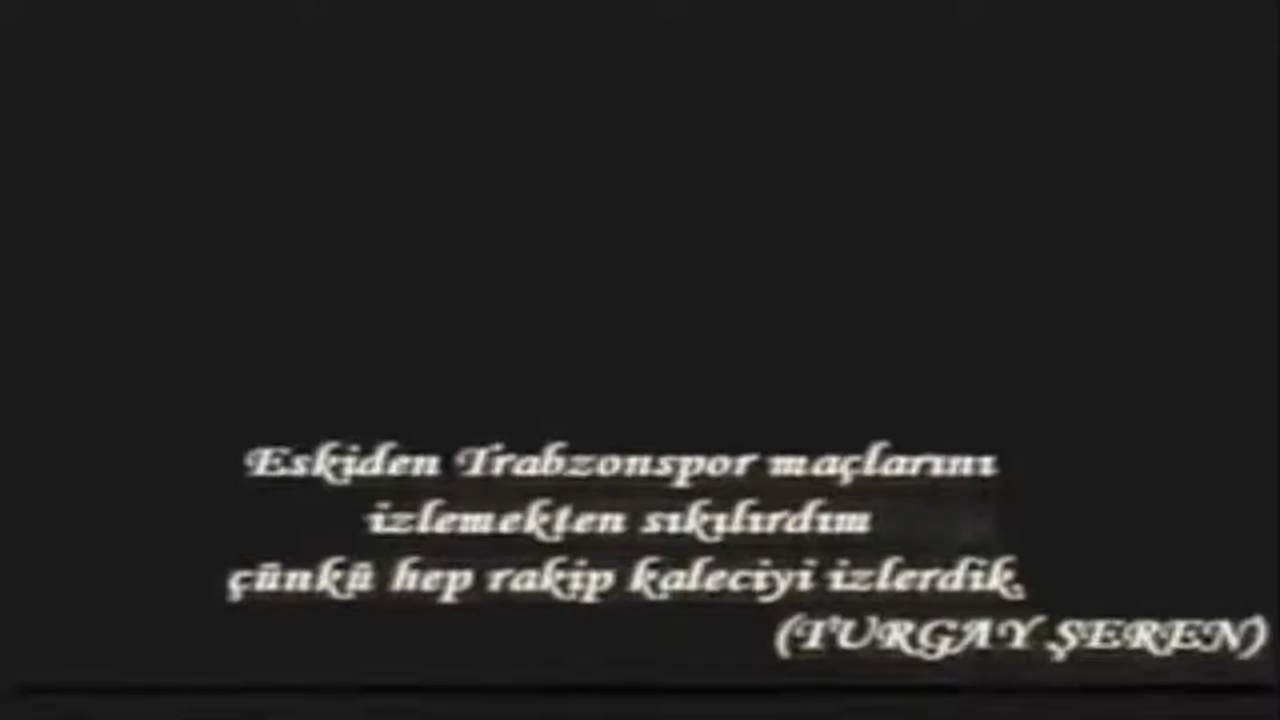 Eskiden Trabzonspor maçlarını
izlemekten sıkılırdım
çünkü hep rakip kaleciyi izlerdik.
(TURGAY ŞEREN)